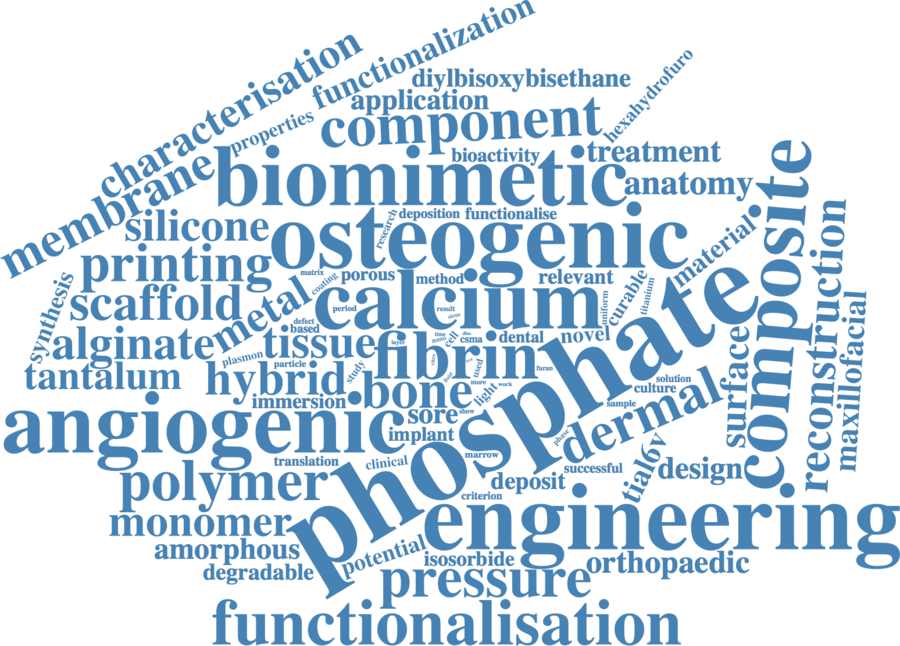 functionalization
characterisation
diylbisoxybisethane
hexahydrofuro
application
component
properties
membrane
bioactivity
treatment
biomimetic
anatomy
composite
silicone
research
deposition
functionalise
osteogenic
material
printing
matrix
coating
porous
method
relevant
curable
titanium
reconstruction
synthesis
scaffold
metal
calcium
uniform
phosphate
period
result
stem
defect
based
alginate
tissue
layer
time
nano
cell
disc
csma
dental
novel
surface
maxillofacial
plasmon
fibrin
particle
study
used
furan
tantalum
hybrid
bone
more
light
work
solution
culture
immersion
sore
show
sample
dermal
angiogenic
implant
phase
translation
clinical
marrow
successful
tial6v
design
polymer
deposit
criterion
monomer
engineering
amorphous
potential
isosorbide
orthopaedic
degradable
pressure
functionalisation